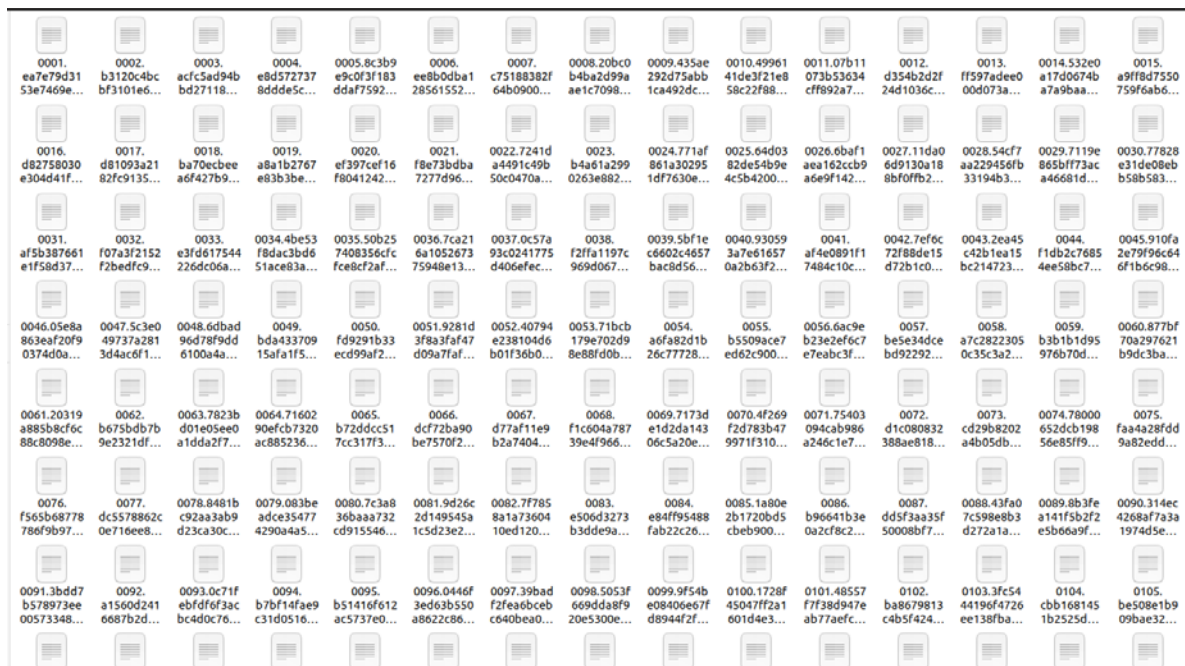 0001. 0002. 0003. 0004. 0005.8c3b9 0006. 0007. 0008.20bc0 0009.435ae 0010.49961 0011.07b11 0012. 0013. 0014.532e0 0015.
ea7e79d31 b3120c4bc acfc5ad94b e8d572737 e9c0f3f183 ee8b0dba1 c75188382f b4ba2d99a 292d75abb 41de3f21e8 073b53634 d354b2d2f ff597adee0 a17d0674b a9ff8d7550
53e7469e... bf3101e6... bd27118... 8ddde5c... ddaf7592... 28561552... 64b0900... ae1c7098... 1ca492dc... 58c22f88... cff892a7... 24d1036c... 00d073a... a7a9baa... 759f6ab6...
0016. 0017. 0018. 0019. 0020. 0021. 0022.7241d 0023. 0024.771af 0025.64d03 0026.6baf1 0027.11da0 0028.54cf7 0029.7119e 0030.77828
d82758030 d81093a21 ba70ecbee a8a1b2767 ef397cef16 f8e73bdba a4491c49b b4a61a299 861a30295 82de54b9e aea162ccb9 6d9130a18 aa229456fb 865bff73ac e31de08eb
e304d41f... 82fc9135... a6f427b9... e83b3be... f8041242... 7277d96... 50c0470a... 0263e882... 1df7630e... 4c5b4200... a6e9f142... 8bf0ffb2... 33194b3... a46681d... b58b583...
0031. 0032. 0033. 0034.4be53 0035.50b25 0036.7ca21 0037.0c57a 0038. 0039.5bf1e 0040.93059 0041. 0042.7ef6c 0043.2ea45 0044. 0045.910fa
af5b387661 f07a3f2152 e3fd617544 f8dac3bd6 7408356cfc 6a1052673 93c0241775 f2ffa1197c c6602c4657 3a7e61657 af4e0891f1 72f88de15 c42b1ea15 f1db2c7685 2e79f96c64
e1f58d37... f2bedfc9... 226dc06a... 51ace83a... fce8cf2af... 75948e13... d406efec... 969d067... bac8d56... 0a2b63f2... 7484c10c... d72b1c0... bc214723... 4ee58bc7... 6f1b6c98...
0046.05e8a 0047.5c3e0 0048.6dbad 0049. 0050. 0051.9281d 0052.40794 0053.71bcb 0054. 0055. 0056.6ac9e 0057. 0058. 0059. 0060.877bf
863eaf20f9 49737a281 96d78f9dd bda433709 fd9291b33 3f8a3faf47 e238104d6 179e702d9 a6fa82d1b b5509ace7 b23e2ef6c7 be5e34dce a7c2822305 b3b1b1d95 70a297621
0374d0a... 3d4ac6f1... 6100a4a... 15afa1f5... ecd99af2... d09a7faf... b01f36b0... 8e88fd0b... 26c77728... ed62c900... e7eabc3f... bd92292... 0c35c3a2... 976b70d... b9dc3ba...
0061.20319 0062. 0063.7823b 0064.71602 0065. 0066. 0067. 0068. 0069.7173d 0070.4f269 0071.75403 0072. 0073. 0074.78000 0075.
a885b8cf6c b675bdb7b d01e05ee0 90efcb7320 b72ddcc51 dcf72ba90 d77af11e9 f1c604a787 e1d2da143 f2d783b47 094cab986 d1c080832 cd29b8202 652dcb198 faa4a28fdd
88c8098e... 9e2321df... a1dda2f7... ac885236... 7cc317f3... be7570f2... b2a7404... 39e4f966... 06c5a20e... 9971f310... a246c1e7... 388ae818... a4b05db... 56e85ff9... 9a82edd...
0076. 0077. 0078.8481b 0079.083be 0080.7c3a8 0081.9d26c 0082.7f785 0083. 0084. 0085.1a80e 0086. 0087. 0088.43fa0 0089.8b3fe 0090.314ec
f565b68778 dc5578862c c92aa3ab9 adce35477 36baaa732 2d149545a 8a1a73604 e506d3273 e84ff95488 2b1720bd5 b96641b3e dd5f3aa35f 7c598e8b3 a141f5b2f2 4268af7a3a
786f9b97... 0e716ee8... d23ca30c... 4290a4a5... cd915546... 1c5d23e2... 10ed120... b3dde9a... fab22c26... cbeb900... 0a2cf8c2... 50008bf7... d272a1a... e5b66a9f... 1974d5e...
0091.3bdd7 0092. 0093.0c71f 0094. 0095. 0096.0446f 0097.39bad 0098.5053f 0099.9f54b 0100.1728f 0101.48557 0102. 0103.3fc54 0104. 0105.
b578973ee a1560d241 ebfdf6f3ac b7bf14fae9 b51416f612 3ed63b550 f2fea6bceb 669dda8f9 e08406e67f 45047ff2a1 f7f38d947e ba8679813 44196f4726 cbb168145 be508e1b9
00573348... 6687b2d... bc4d0c76... c31d0516... ac5737e0... a8622c86... c640bea0... 20e5300e... d8944f2f... 601d4e3... ab77aefc... c4b5f424... ee138fba... 1b2525d... 09bae32...